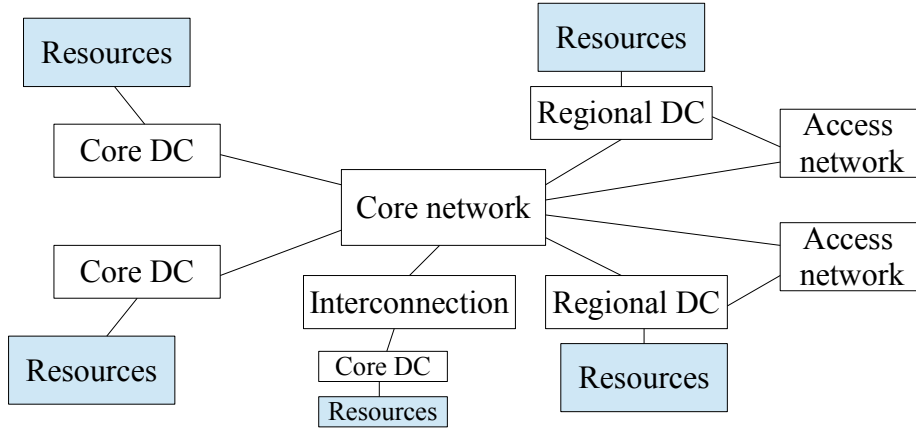 Resources
Resources
Regional DC
Access
network
Core DC
Core network
Core DC
Access
network
Interconnection
Regional DC
Resources
Core DC
Resources
Resources